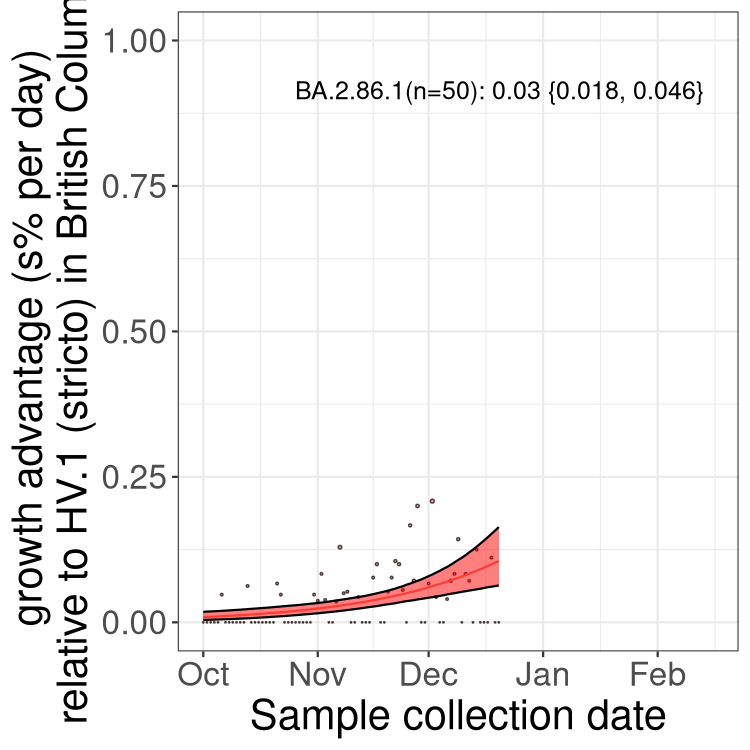 growth advantage (s% per day)
relative to HV.1 (stricto) in British Colum
1.00
0.75
0.50
0.25
0.00
BA.2.86.1(n=50): 0.03 {0.018, 0.046}
Oct Nov Dec Jan Feb
Sample collection date